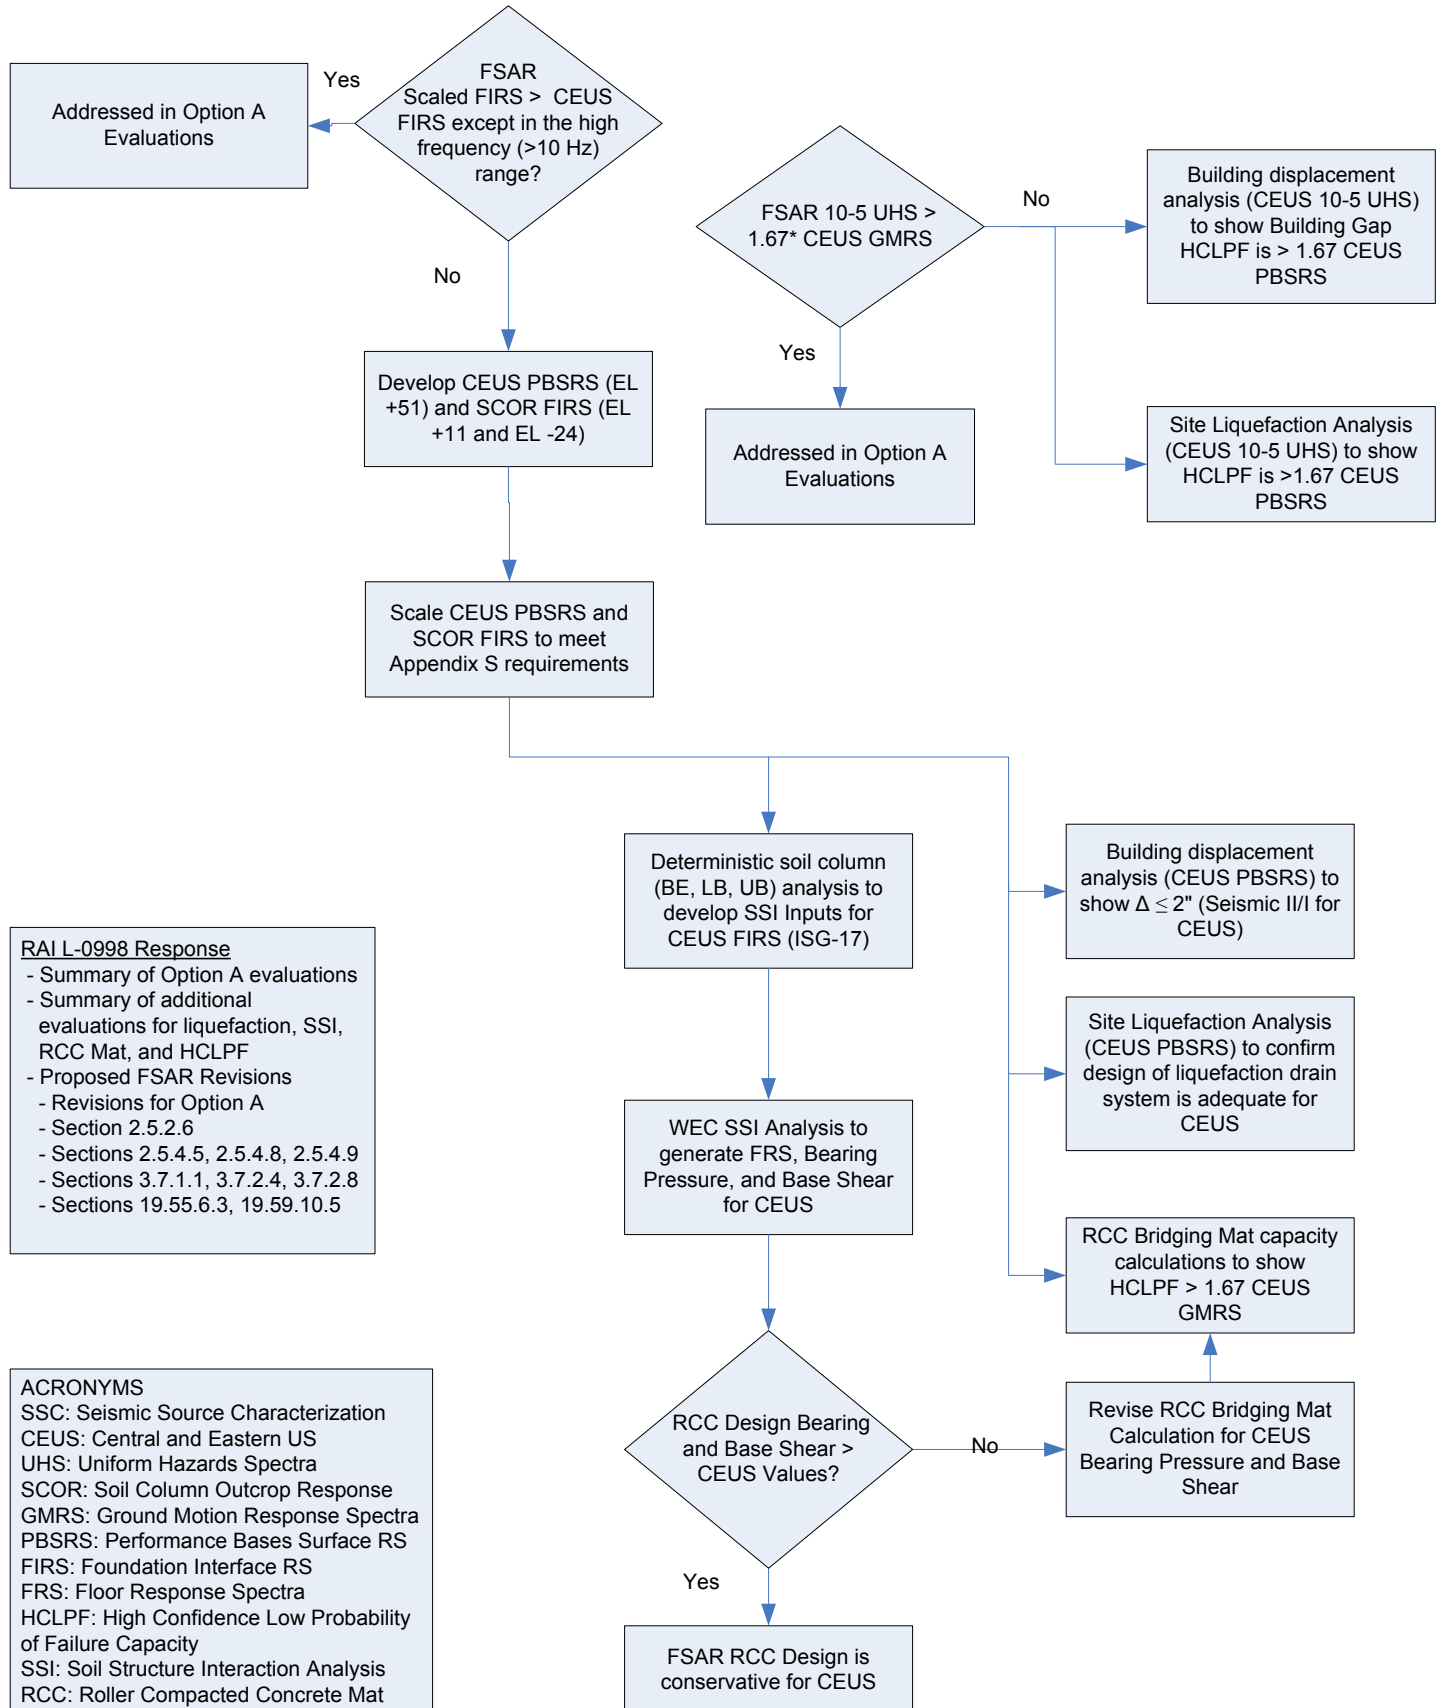 FSAR
Scaled FIRS > CEUS
FIRS except in the high
frequency (>10 Hz)
range?
Yes
Addressed in Option A
Evaluations
No
FSAR 10-5 UHS >
1.67* CEUS GMRS
No
Building displacement
analysis (CEUS 10-5 UHS)
to show Building Gap
HCLPF is > 1.67 CEUS
PBSRS
Yes
Addressed in Option A
Evaluations
Site Liquefaction Analysis
(CEUS 10-5 UHS) to show
HCLPF is >1.67 CEUS
PBSRS
Develop CEUS PBSRS (EL
+51) and SCOR FIRS (EL
+11 and EL -24)
Scale CEUS PBSRS and
SCOR FIRS to meet
Appendix S requirements
Deterministic soil column
(BE, LB, UB) analysis to
develop SSI Inputs for
CEUS FIRS (ISG-17)
Building displacement
analysis (CEUS PBSRS) to
show Δ ≤ 2" (Seismic II/I for
CEUS)
Site Liquefaction Analysis
(CEUS PBSRS) to confirm
design of liquefaction drain
system is adequate for
CEUS
WEC SSI Analysis to
generate FRS, Bearing
Pressure, and Base Shear
for CEUS
RCC Bridging Mat capacity
calculations to show
HCLPF > 1.67 CEUS
GMRS
RCC Design Bearing
and Base Shear >
CEUS Values?
No
Revise RCC Bridging Mat
Calculation for CEUS
Bearing Pressure and Base
Shear
Yes
FSAR RCC Design is
conservative for CEUS
RAI L-0998 Response
- Summary of Option A evaluations
- Summary of additional
evaluations for liquefaction, SSI,
RCC Mat, and HCLPF
- Proposed FSAR Revisions
- Revisions for Option A
- Section 2.5.2.6
- Sections 2.5.4.5, 2.5.4.8, 2.5.4.9
- Sections 3.7.1.1, 3.7.2.4, 3.7.2.8
- Sections 19.55.6.3, 19.59.10.5
ACRONYMS
SSC: Seismic Source Characterization
CEUS: Central and Eastern US
UHS: Uniform Hazards Spectra
SCOR: Soil Column Outcrop Response
GMRS: Ground Motion Response Spectra
PBSRS: Performance Bases Surface RS
FIRS: Foundation Interface RS
FRS: Floor Response Spectra
HCLPF: High Confidence Low Probability
of Failure Capacity
SSI: Soil Structure Interaction Analysis
RCC: Roller Compacted Concrete Mat